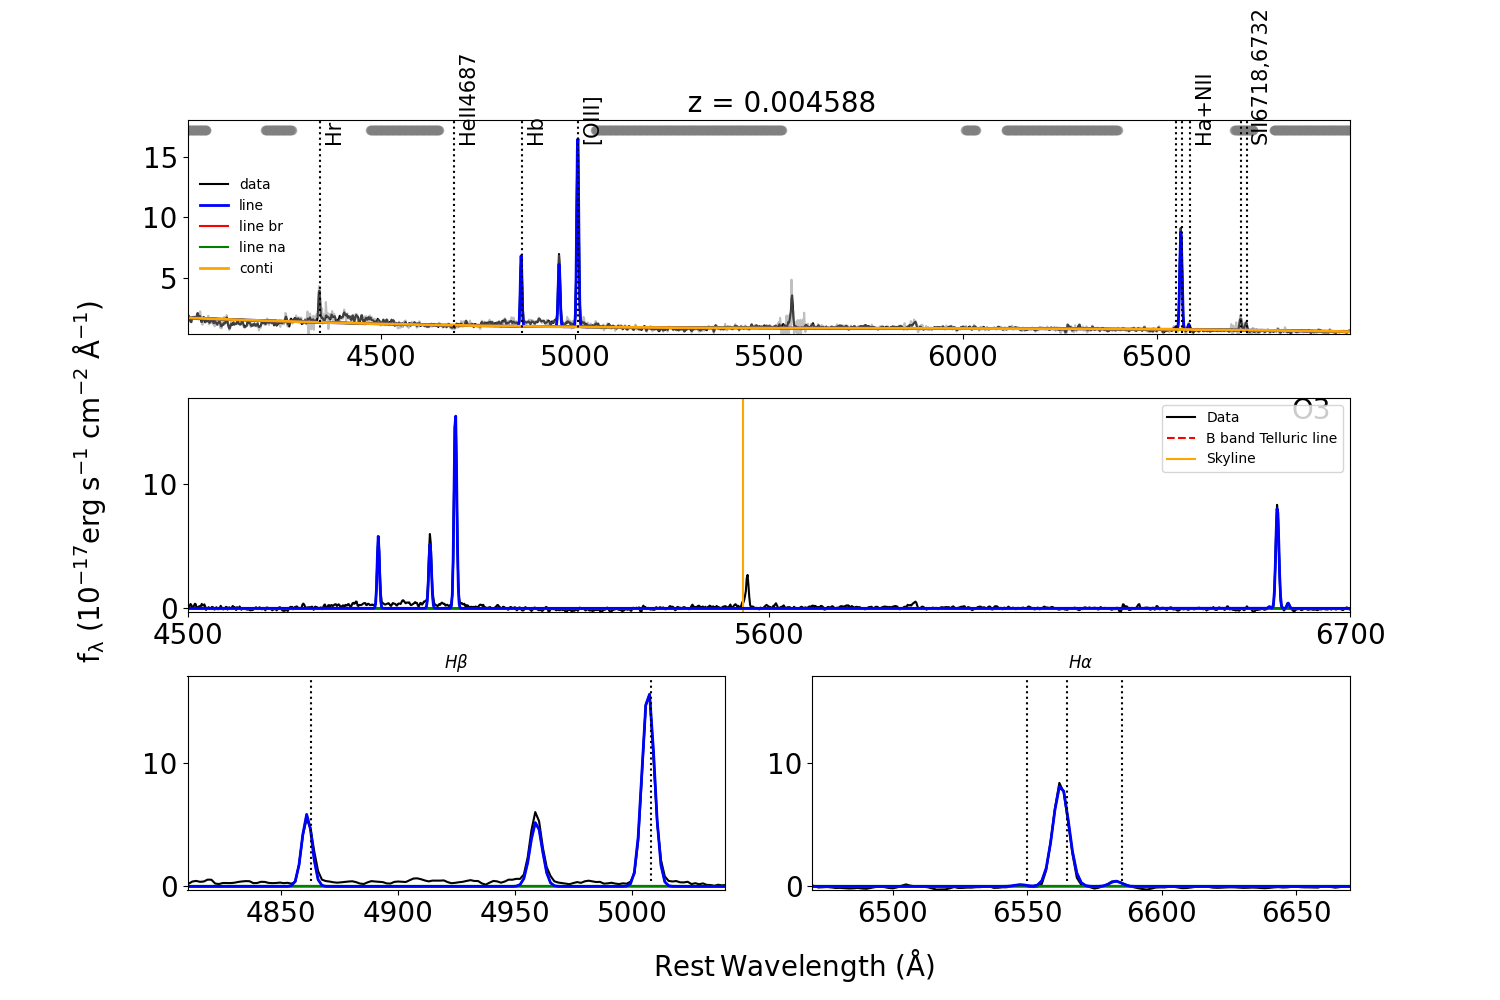 z = 0.004588
Hr
HeII4687
Hb
[OIII]
Ha+NII
SII6718,6732
15
10
5
data
line
line br
line na
conti
4500 5000 5500 6000 6500
f_λ (10^−17 erg s^−1 cm^−2 Å^−1)
10
0
O3
Data
B band Telluric line
Skyline
4500 5600 6700
Hβ
10
0
4850 4900 4950 5000
Hα
10
0
6500 6550 6600 6650
Rest Wavelength (Å)